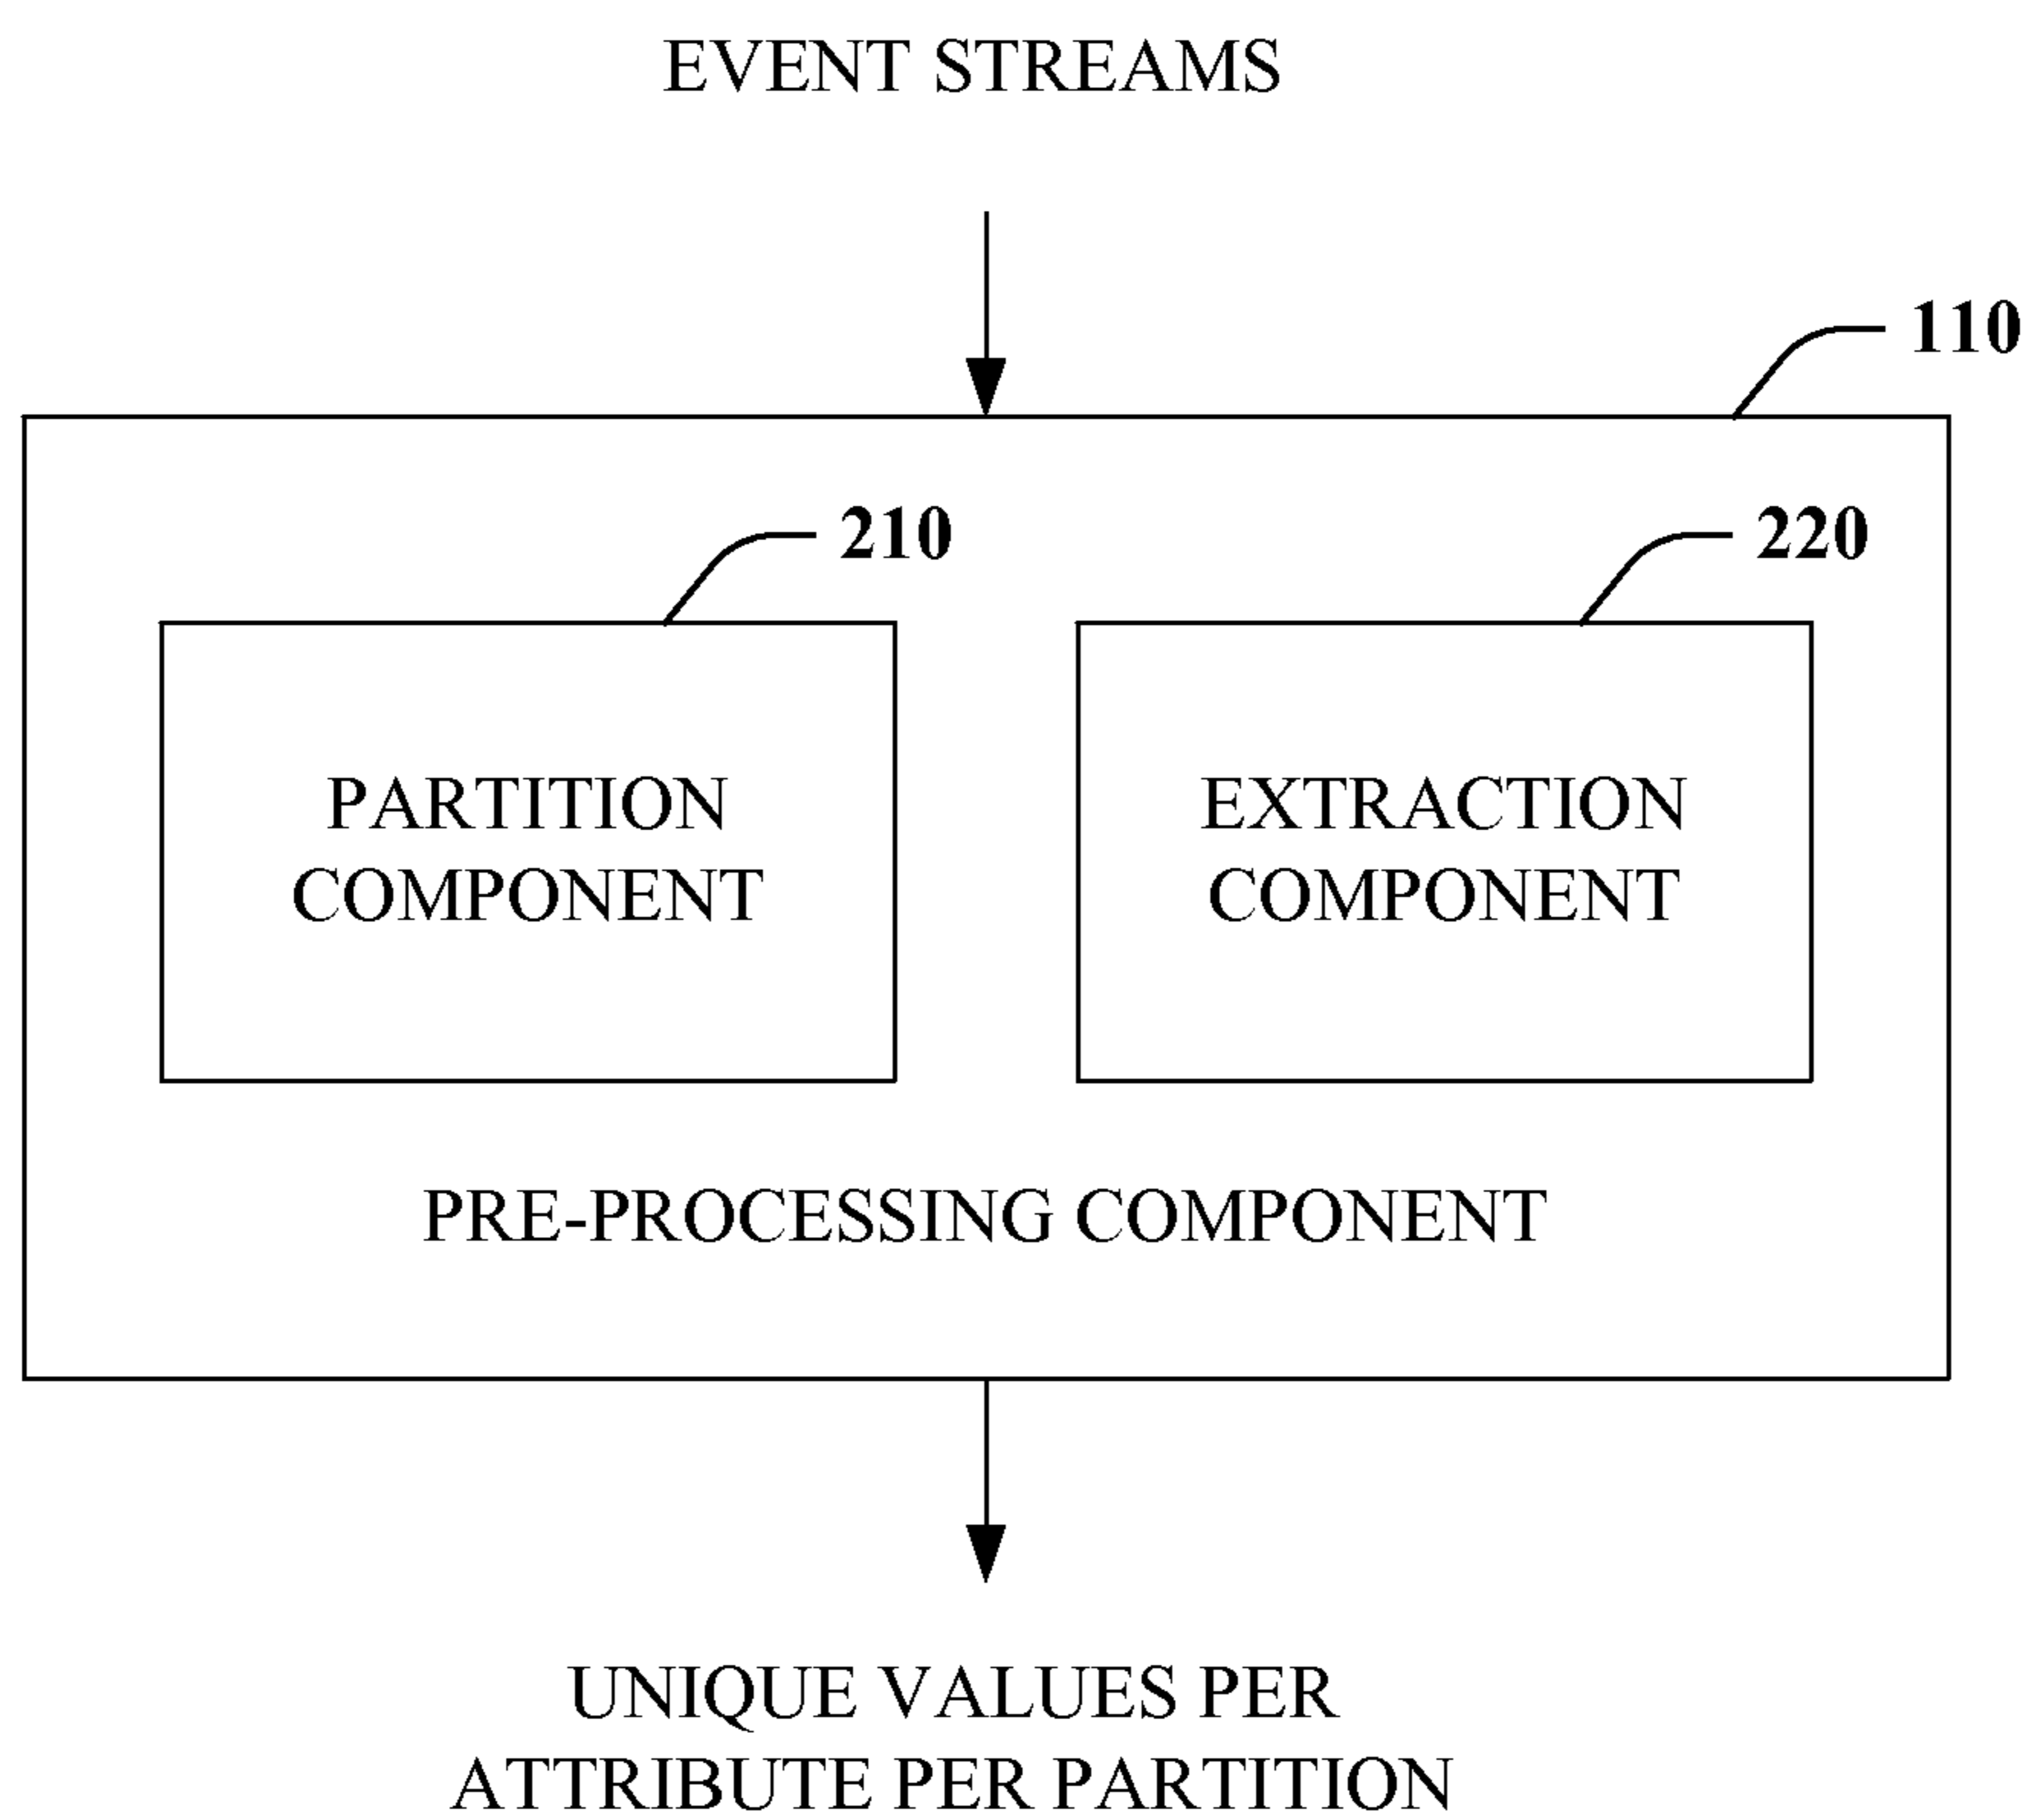 EVENT STREAMS
110
210
220
PARTITION
COMPONENT
EXTRACTION
COMPONENT
PRE-PROCESSING COMPONENT
UNIQUE VALUES PER
ATTRIBUTE PER PARTITION